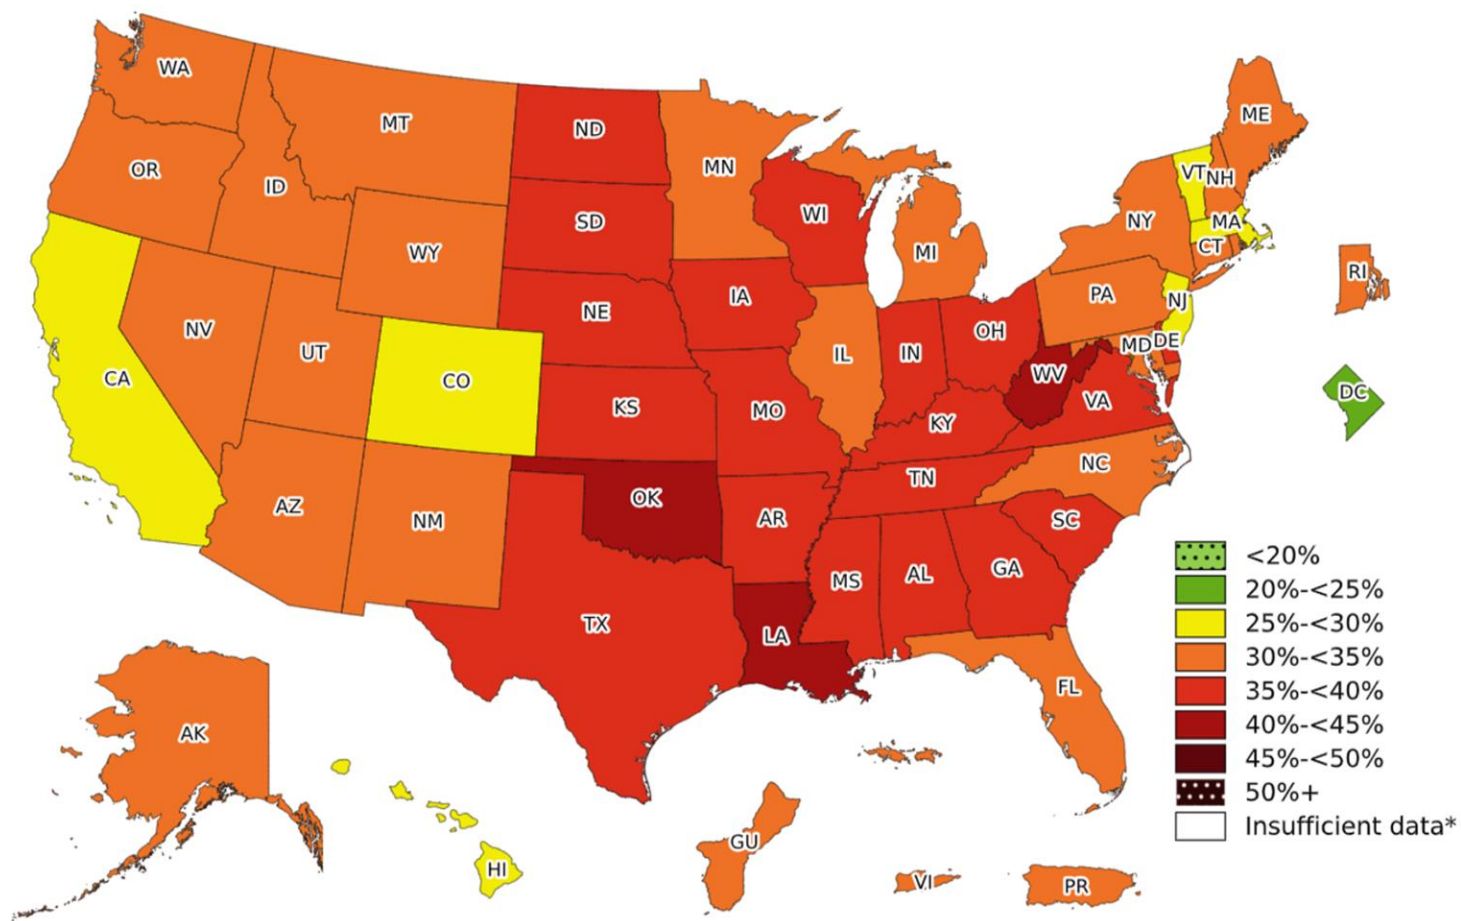 WA
MT
ND
MN
ME
OR
ID
SD
WI
VT
NH
WY
NY
MA
MI
CT
RI
NE
IA
PA
NJ
NV
UT
CO
IL
IN
OH
MD
DE
CA
WV
DC
KS
MO
KY
VA
AZ
NM
OK
AR
TN
NC
SC
MS
AL
GA
TX
LA
FL
AK
HI
GU
VI
PR
<20%
20%-<25%
25%-<30%
30%-<35%
35%-<40%
40%-<45%
45%-<50%
50%+
Insufficient data*